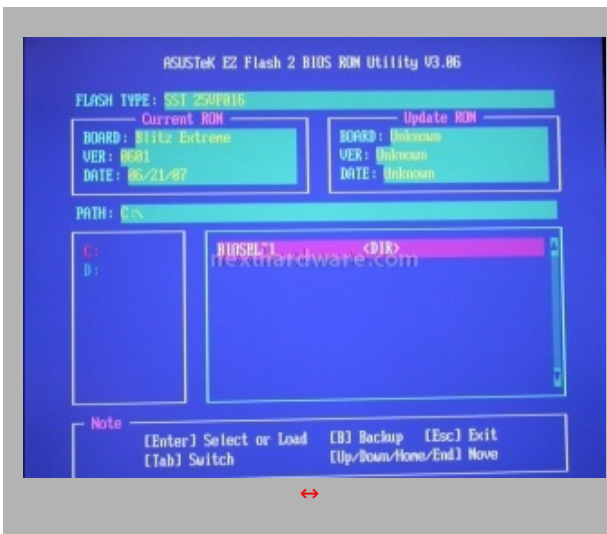 ASUSTeK EZ Flash 2 BIOS ROM Utility V3.06
FLASH TYPE: SST 25VF016
Current ROM
BOARD: Blitz Extreme
VER: 0601
DATE: 06/21/07
Update ROM
BOARD: Unknown
VER: Unknown
DATE: Unknown
PATH: C:\
C:
D:
BIOSBL~1 <DIR>
nexthardware.com
Note
[Enter] Select or Load [B] Backup [Esc] Exit
[Tab] Switch [Up/Down/Home/End] Move